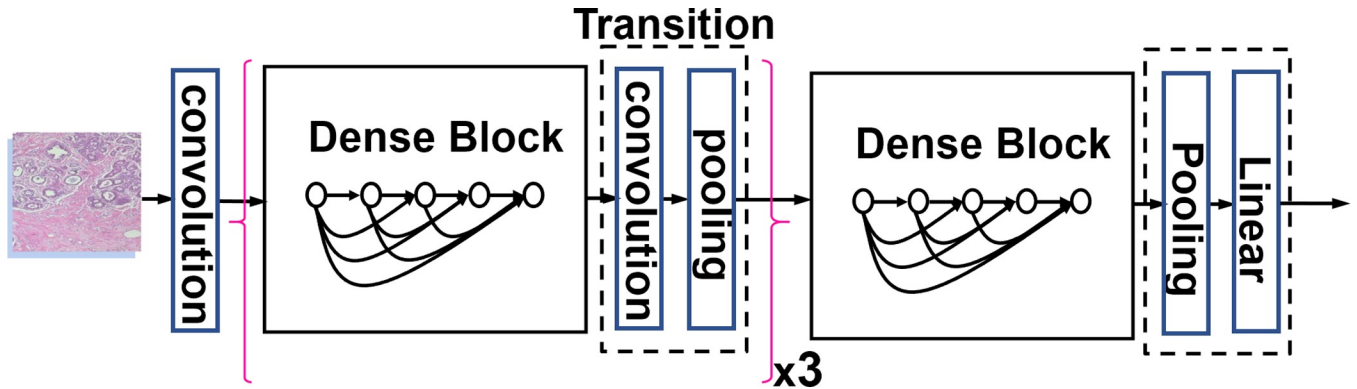 Transition
convolution
Dense Block
convolution
pooling
x3
Dense Block
Pooling
Linear